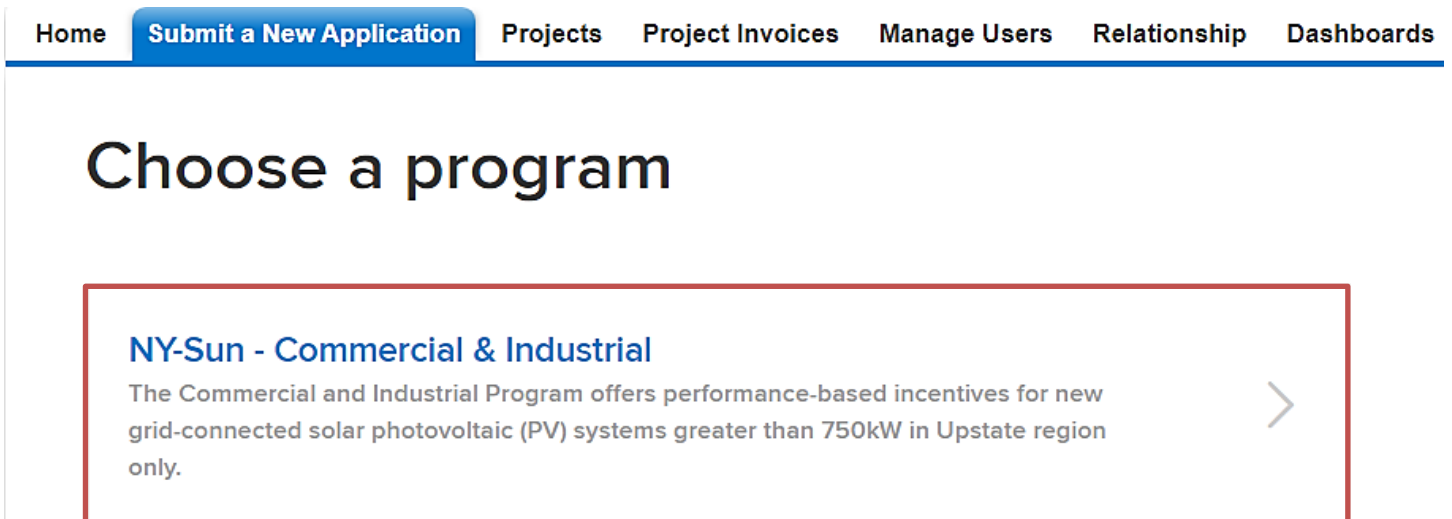 Home Submit a New Application Projects Project Invoices Manage Users Relationship Dashboards
Choose a program
NY-Sun - Commercial & Industrial
The Commercial and Industrial Program offers performance-based incentives for new
grid-connected solar photovoltaic (PV) systems greater than 750kW in Upstate region
only.